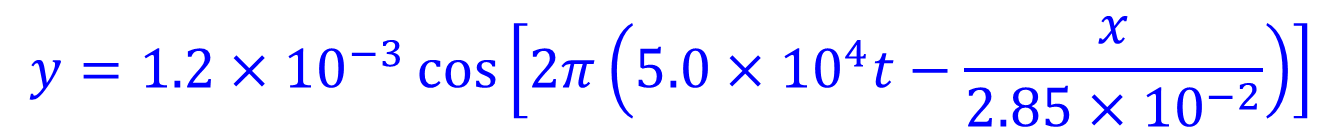 y = 1.2 × 10⁻³ cos [2π (5.0 × 10⁴t − x / 2.85 × 10⁻²)]